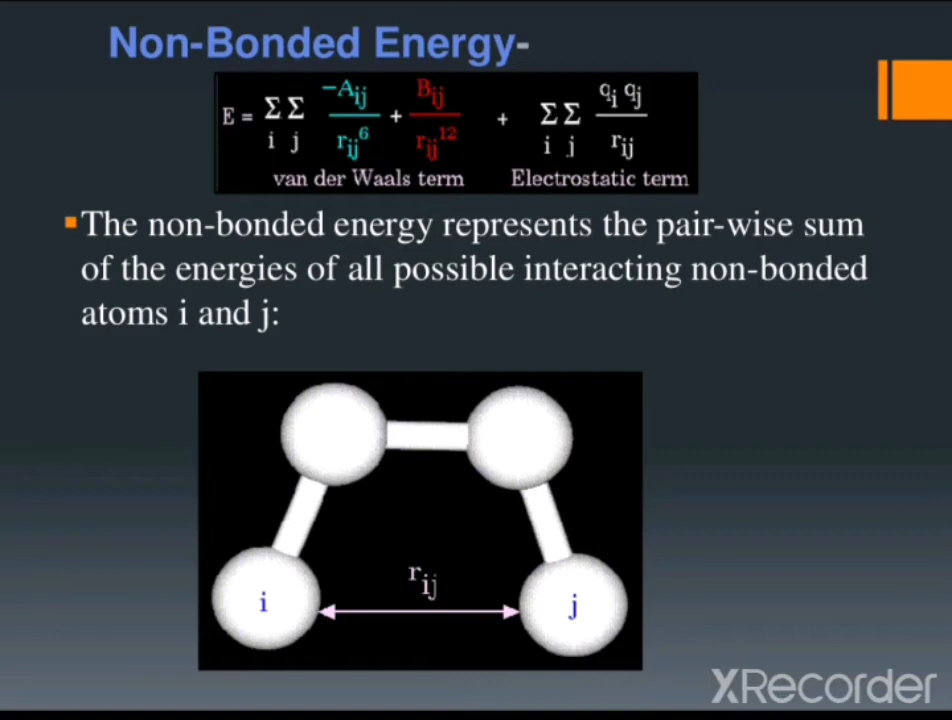 Non-Bonded Energy-
E = Σ Σ -Aij / rij^6 + Bij / rij^12 + Σ Σ qi qj / rij
i j i j
van der Waals term Electrostatic term
▪The non-bonded energy represents the pair-wise sum
of the energies of all possible interacting non-bonded
atoms i and j:
rij
i j
XRecorder